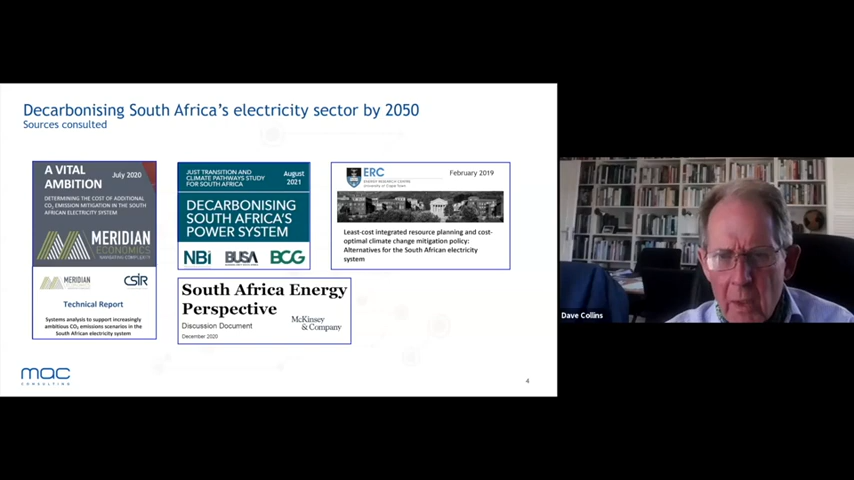 Decarbonising South Africa's electricity sector by 2050
Sources consulted
A VITAL
AMBITION
July 2020
DETERMINING THE COST OF ADDITIONAL
CO₂ EMISSION MITIGATION IN THE SOUTH
AFRICAN ELECTRICITY SYSTEM
MERIDIAN
ECONOMICS
NAVIGATING COMPLEXITY
MERIDIAN
CSIR
Technical Report
Systems analysis to support increasingly
ambitious CO₂ emissions scenarios in the
South African electricity system
JUST TRANSITION AND
CLIMATE PATHWAYS STUDY
FOR SOUTH AFRICA
August
2021
DECARBONISING
SOUTH AFRICA'S
POWER SYSTEM
NBi
BUSA
BCG
South Africa Energy
Perspective
Discussion Document
December 2020
McKinsey
& Company
ERC
ENERGY RESEARCH CENTRE
University of Cape Town
February 2019
Least-cost integrated resource planning and cost-
optimal climate change mitigation policy:
Alternatives for the South African electricity
system
mac
CONSULTING
4
Dave Collins